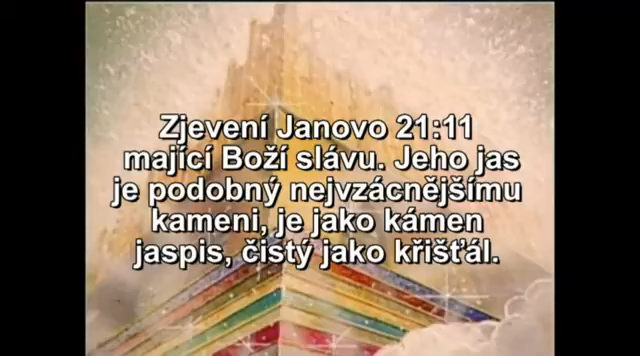 Zjevení Janovo 21:11
mající Boží slávu. Jeho jas
je podobný nejvzácnějšímu
kameni, je jako kámen
jaspis, čistý jako křišťál.